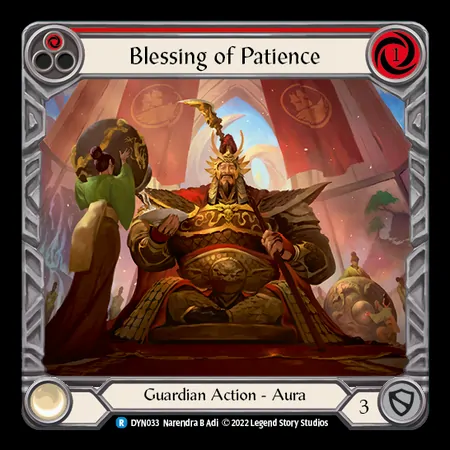 Blessing of Patience
1
Guardian Action - Aura
3
R DYN033 Narendra B Adi © 2022 Legend Story Studios